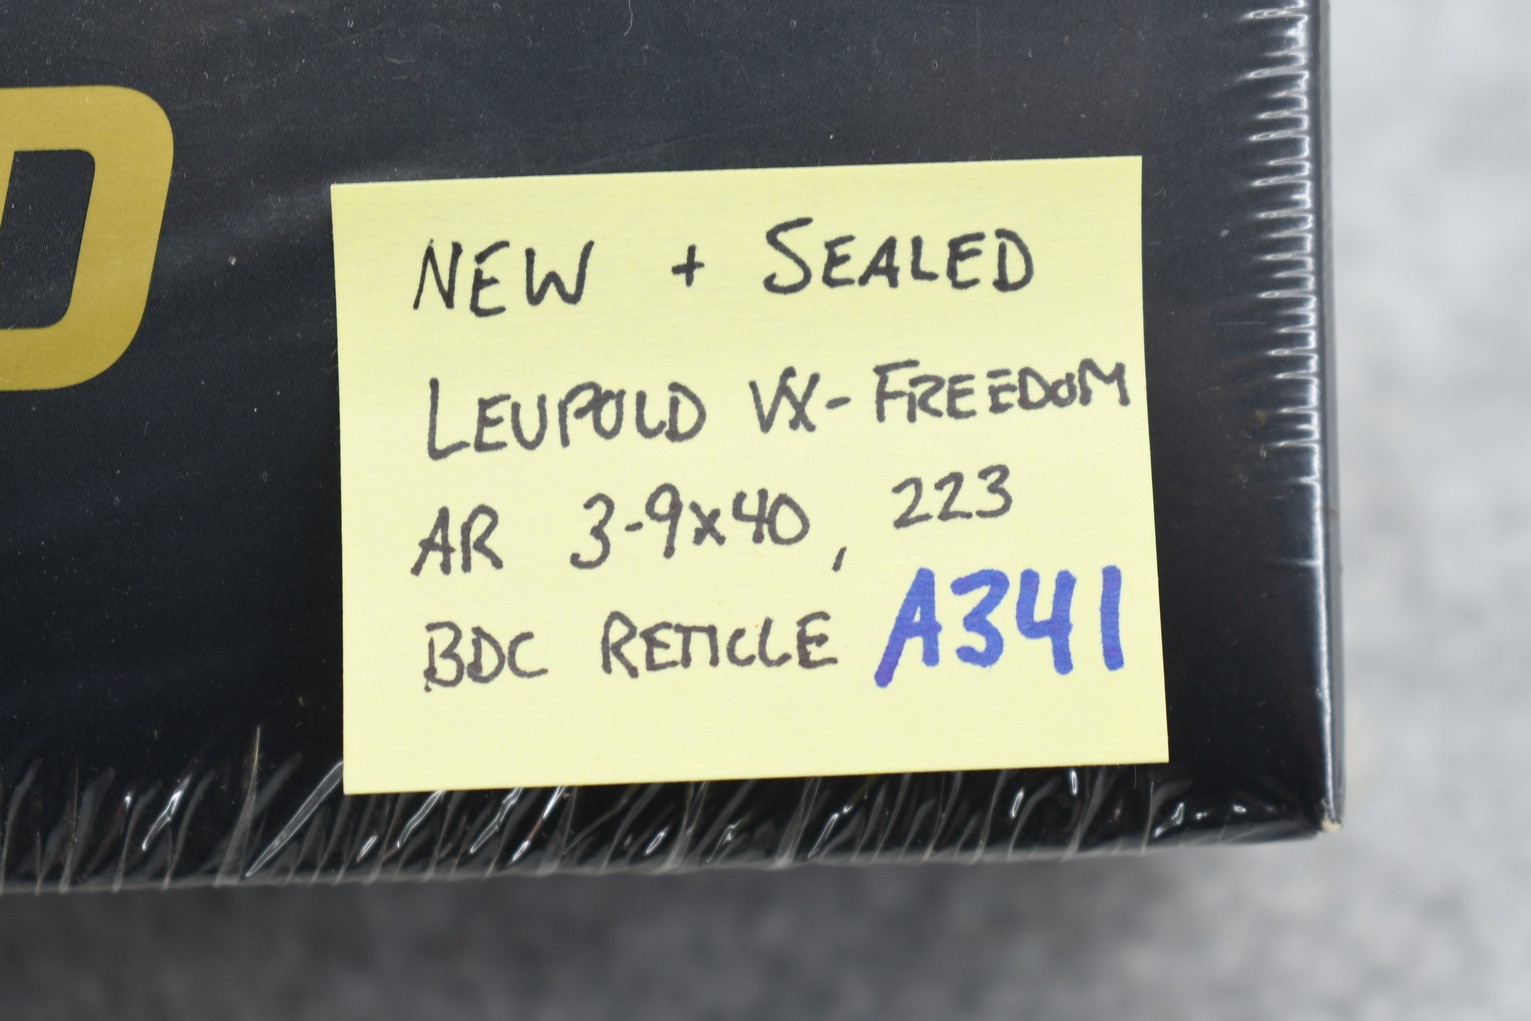 D
NEW + SEALED
LEUPOLD VX-FREEDOM
AR 3-9x40, 223
BDC RETICLE A341